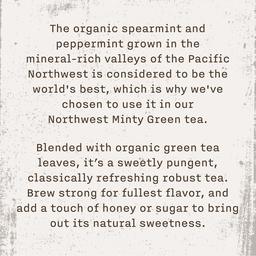 The organic spearmint and
peppermint grown in the
mineral-rich valleys of the Pacific
Northwest is considered to be the
world's best, which is why we've
chosen to use it in our
Northwest Minty Green tea.
Blended with organic green tea
leaves, it's a sweetly pungent,
classically refreshing robust tea.
Brew strong for fullest flavor, and
add a touch of honey or sugar to bring
out its natural sweetness.